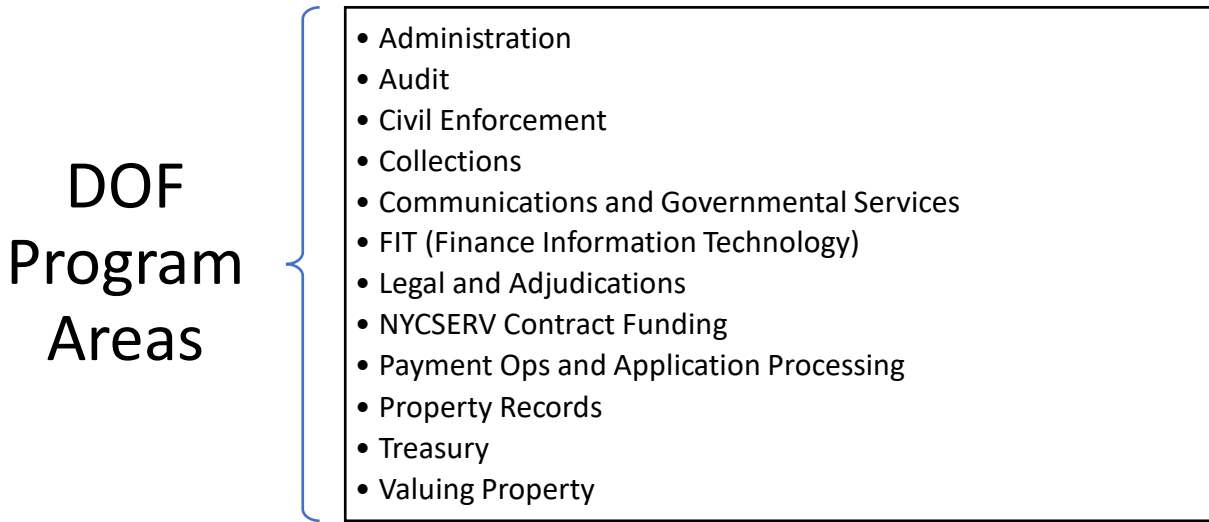 DOF
Program
Areas
• Administration
• Audit
• Civil Enforcement
• Collections
• Communications and Governmental Services
• FIT (Finance Information Technology)
• Legal and Adjudications
• NYCSERV Contract Funding
• Payment Ops and Application Processing
• Property Records
• Treasury
• Valuing Property